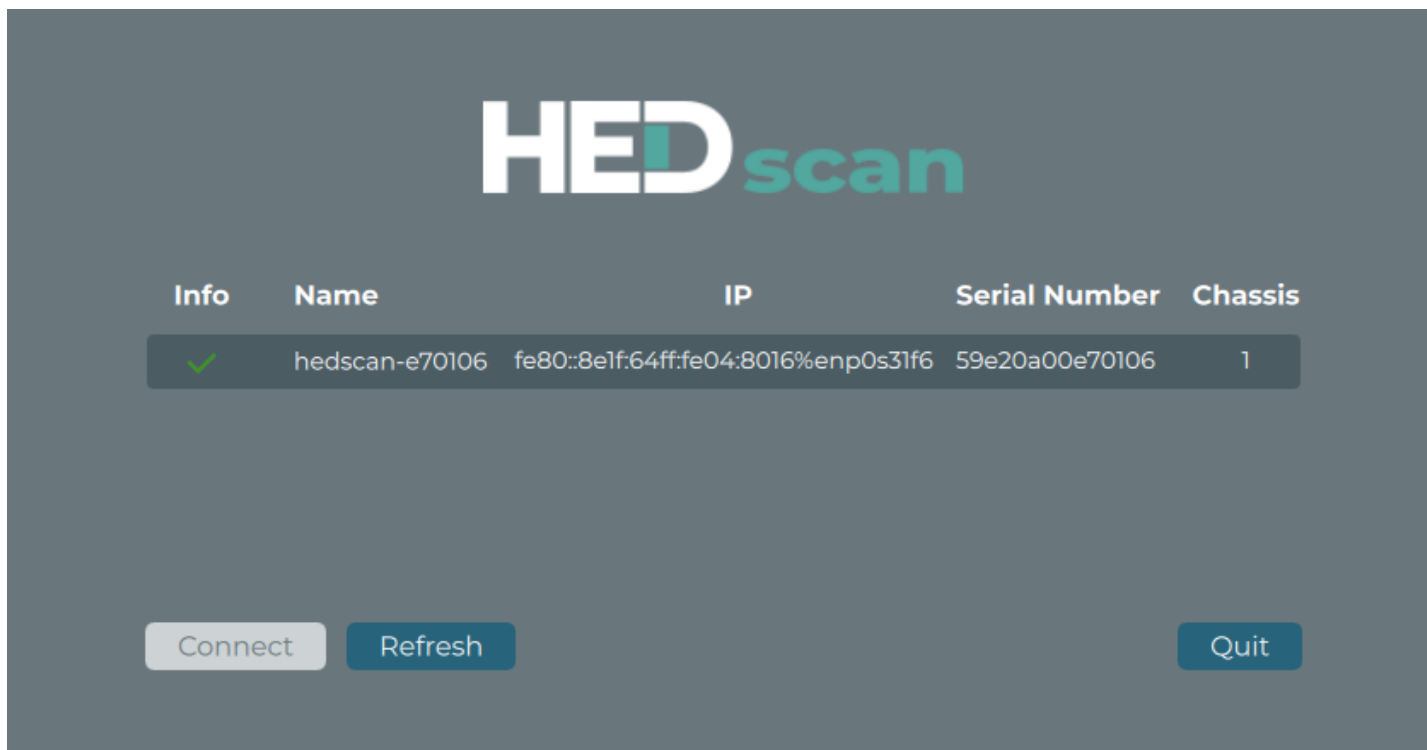 HEDscan
Info Name IP Serial Number Chassis
hedscan-e70106 fe80::8e1f:64ff:fe04:8016%enp0s31f6 59e20a00e70106 1
Connect Refresh Quit